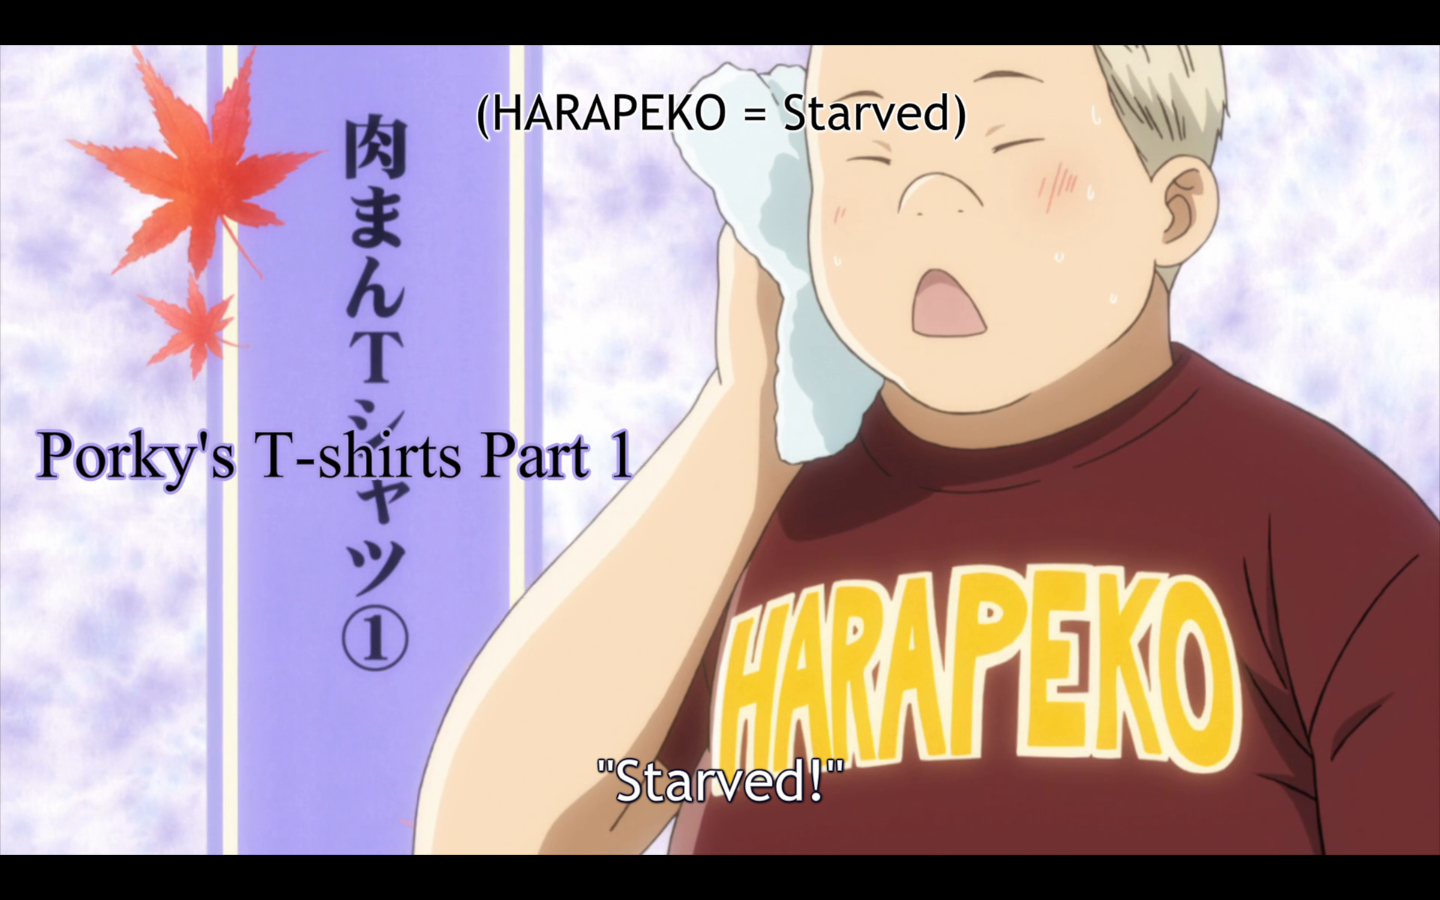 (HARAPEKO = Starved)
肉まんTシャツ①
Porky's T-shirts Part 1
HARAPEKO
"Starved!"